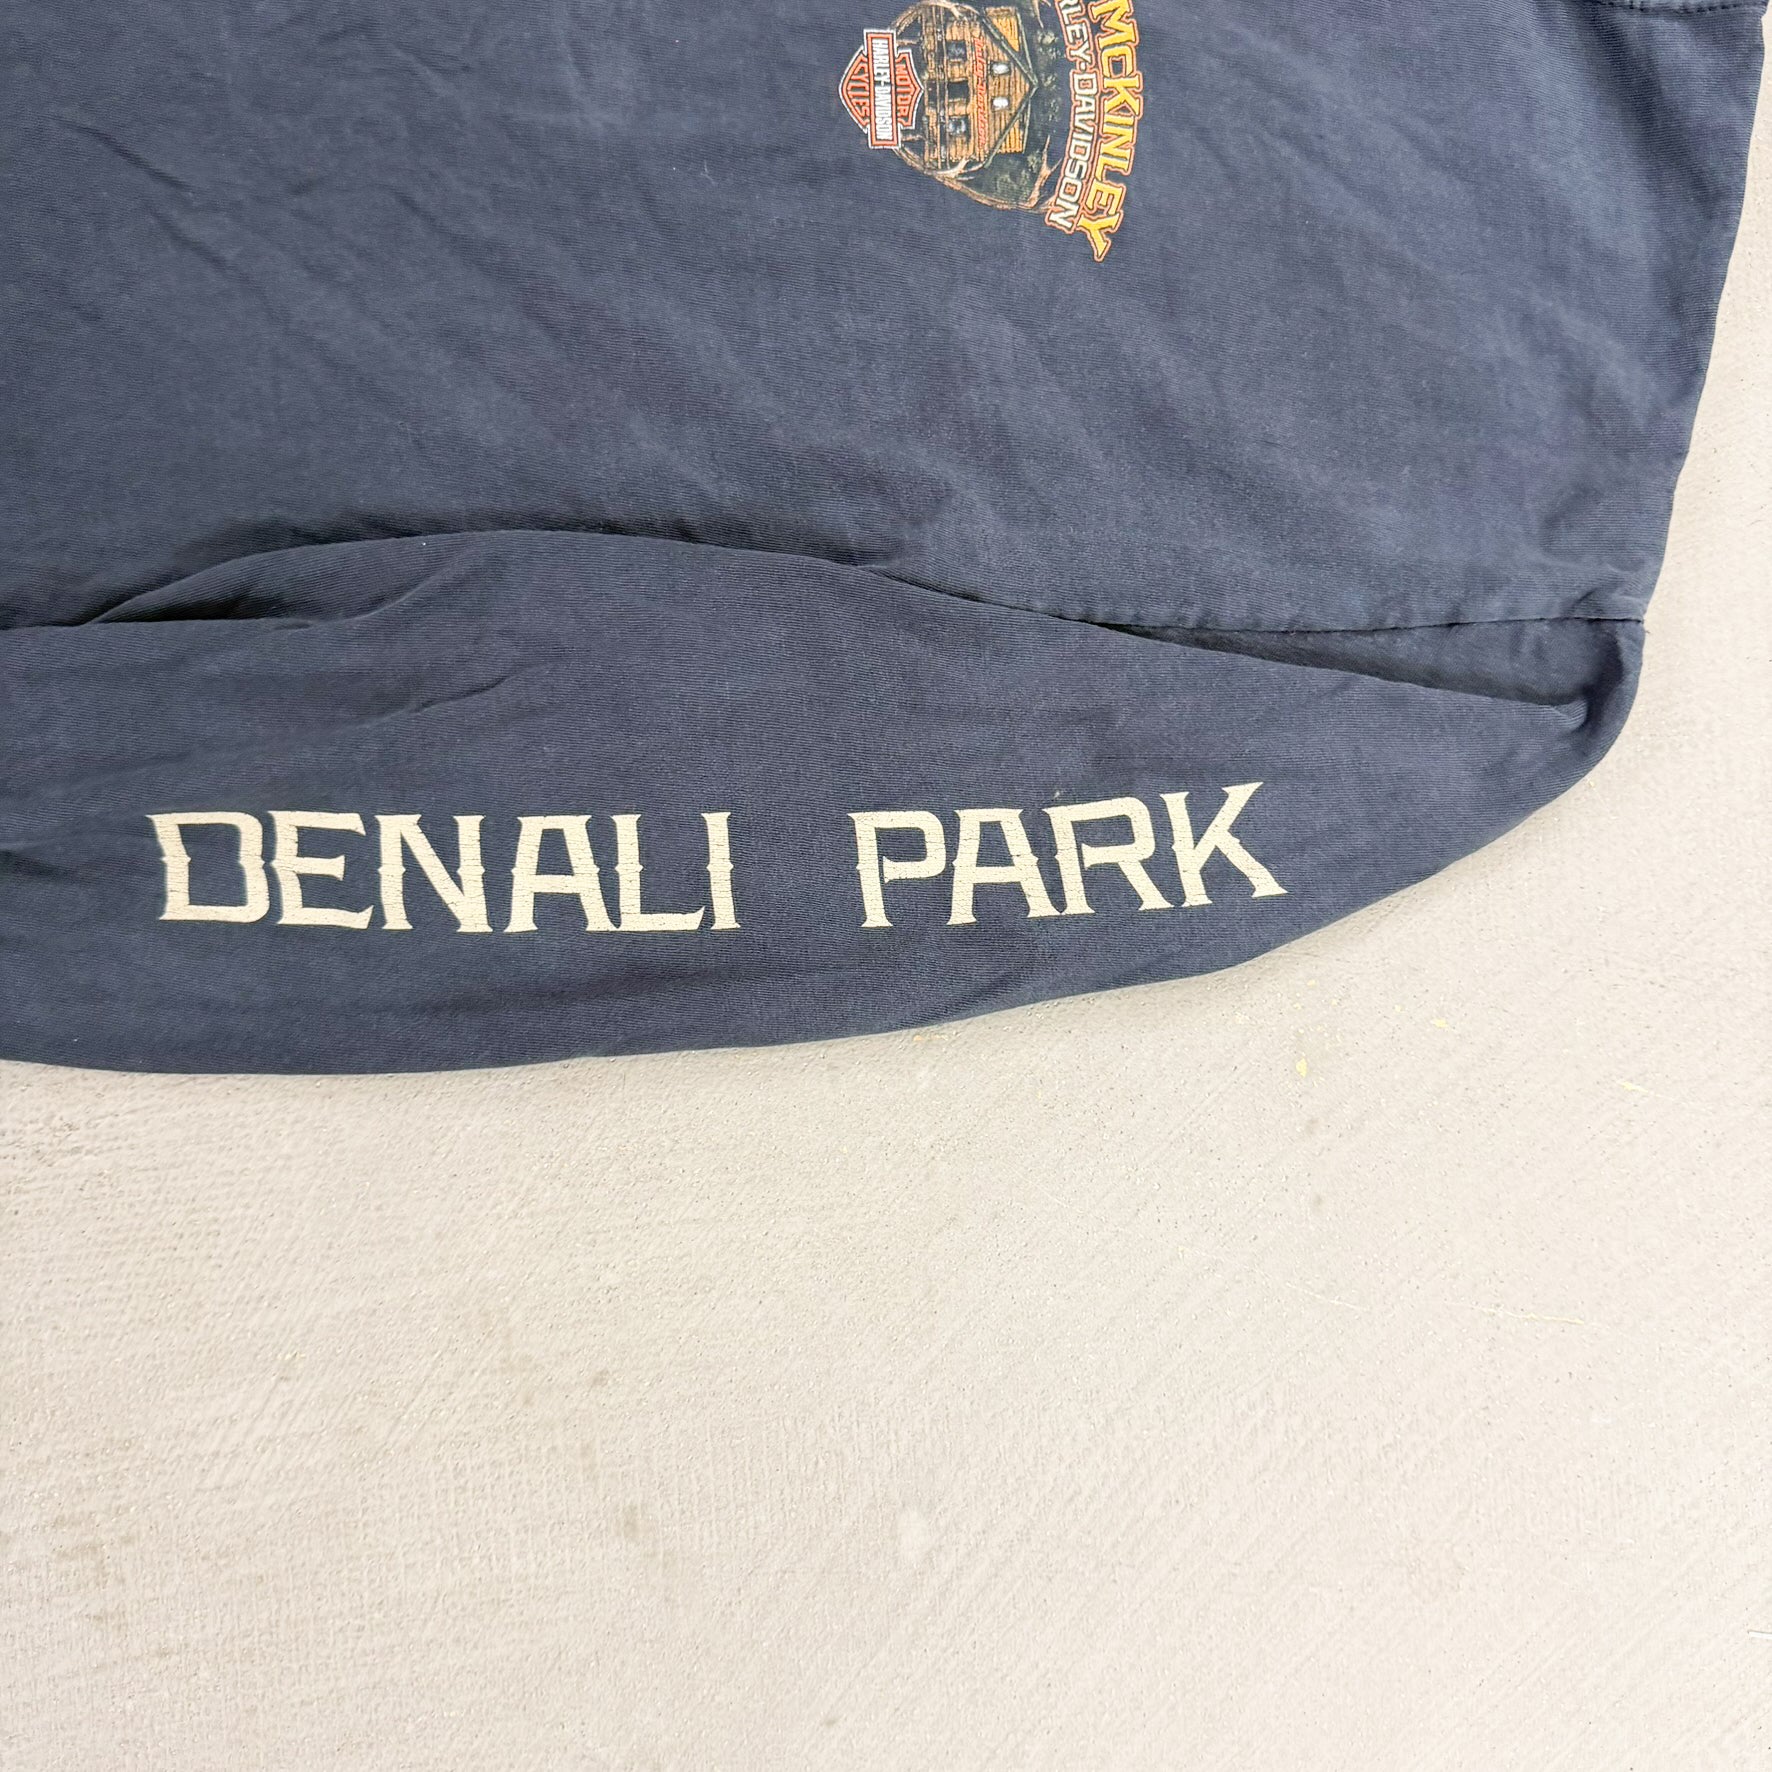 McKINLEY
HARLEY-DAVIDSON
MOTOR
HARLEY-DAVIDSON
CYCLES
DENALI PARK